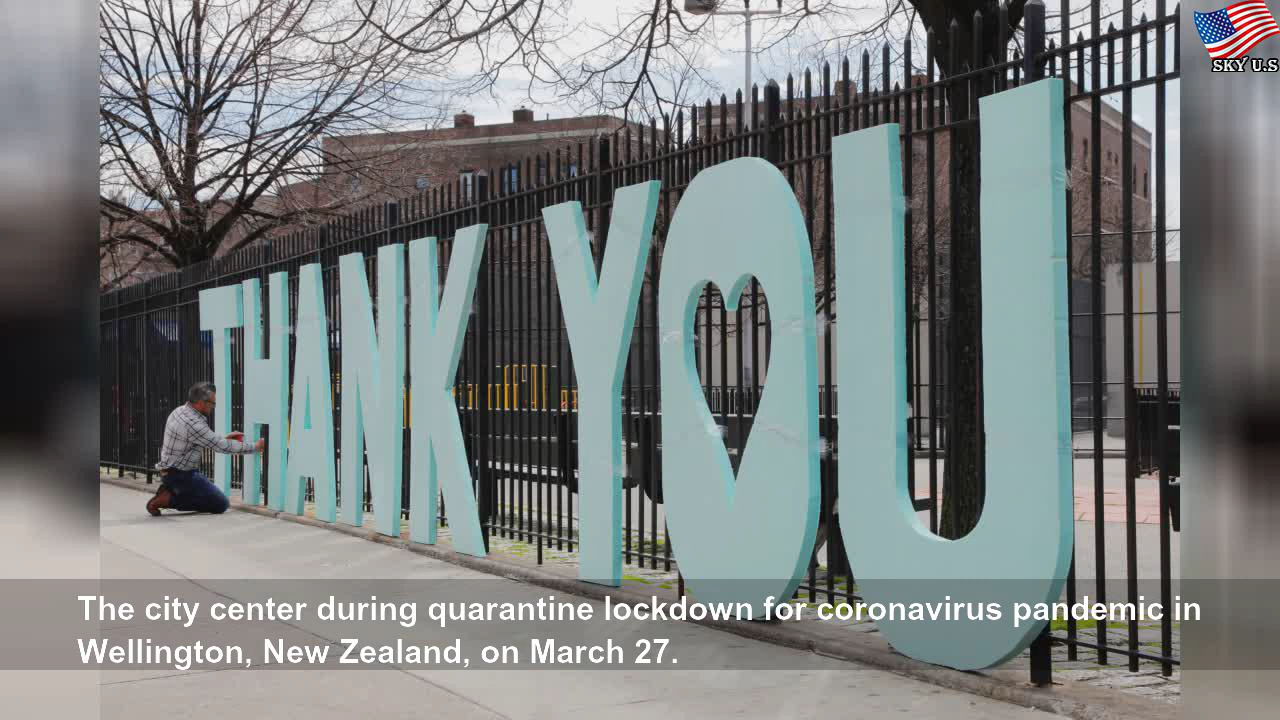 SKY U.S
THANK YOU
The city center during quarantine lockdown for coronavirus pandemic in
Wellington, New Zealand, on March 27.